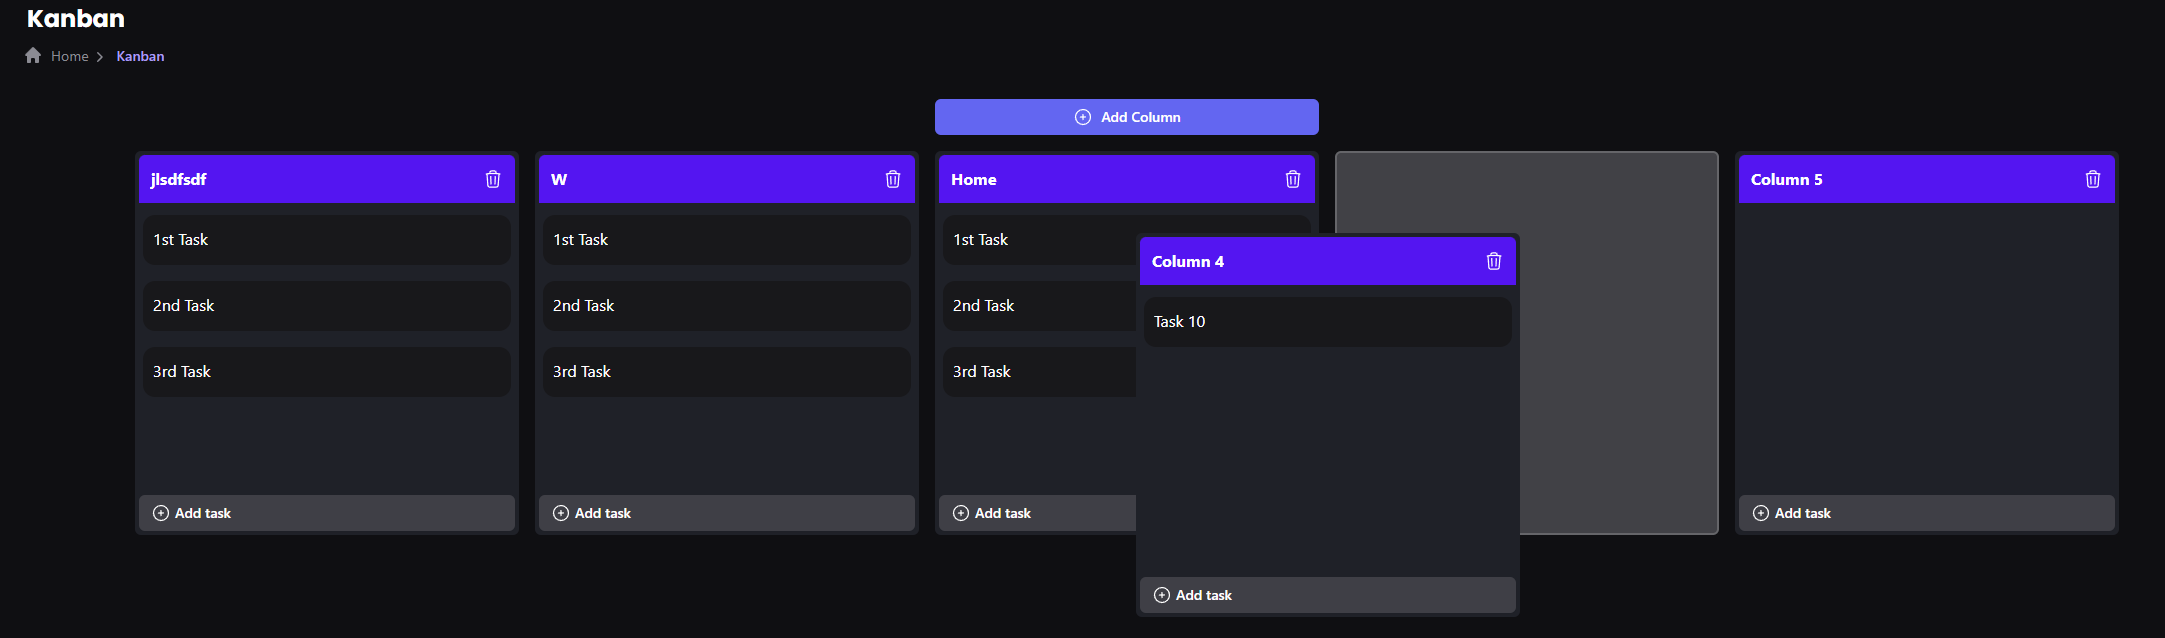 Kanban
Home
Kanban
Add Column
jlsdfsdf
1st Task
2nd Task
3rd Task
Add task
W
1st Task
2nd Task
3rd Task
Add task
Home
1st Task
2nd Task
3rd Task
Add task
Column 4
Task 10
Add task
Column 5
Add task